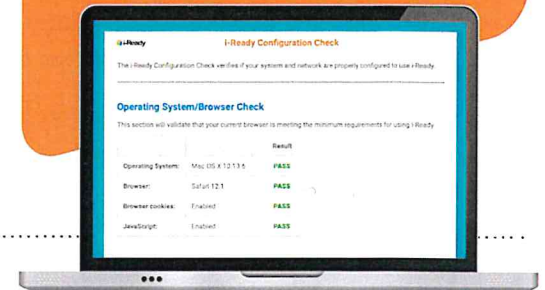 i-Ready
i-Ready Configuration Check
The i-Ready Configuration Check verifies if your system and network are properly configured to use i-Ready
Operating System/Browser Check
This section will validate that your current browser is meeting the minimum requirements for using i-Ready
Result
Operating System: Mac OS X 10.13.6 PASS
Browser: Safari 12.1 PASS
Browser cookies: Enabled PASS
JavaScript: Enabled PASS